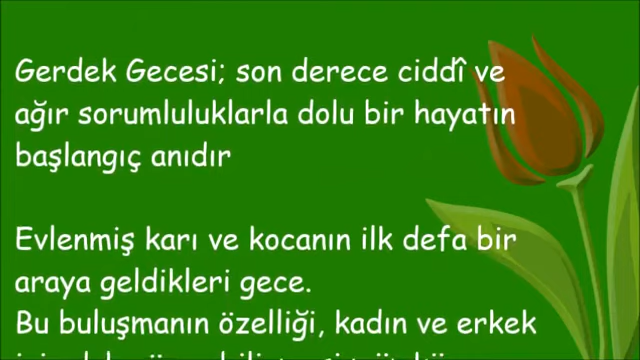 Gerdek Gecesi; son derece ciddî ve
ağır sorumluluklarla dolu bir hayatın
başlangıç anıdır
Evlenmiş karı ve kocanın ilk defa bir
araya geldikleri gece.
Bu buluşmanın özelliği, kadın ve erkek